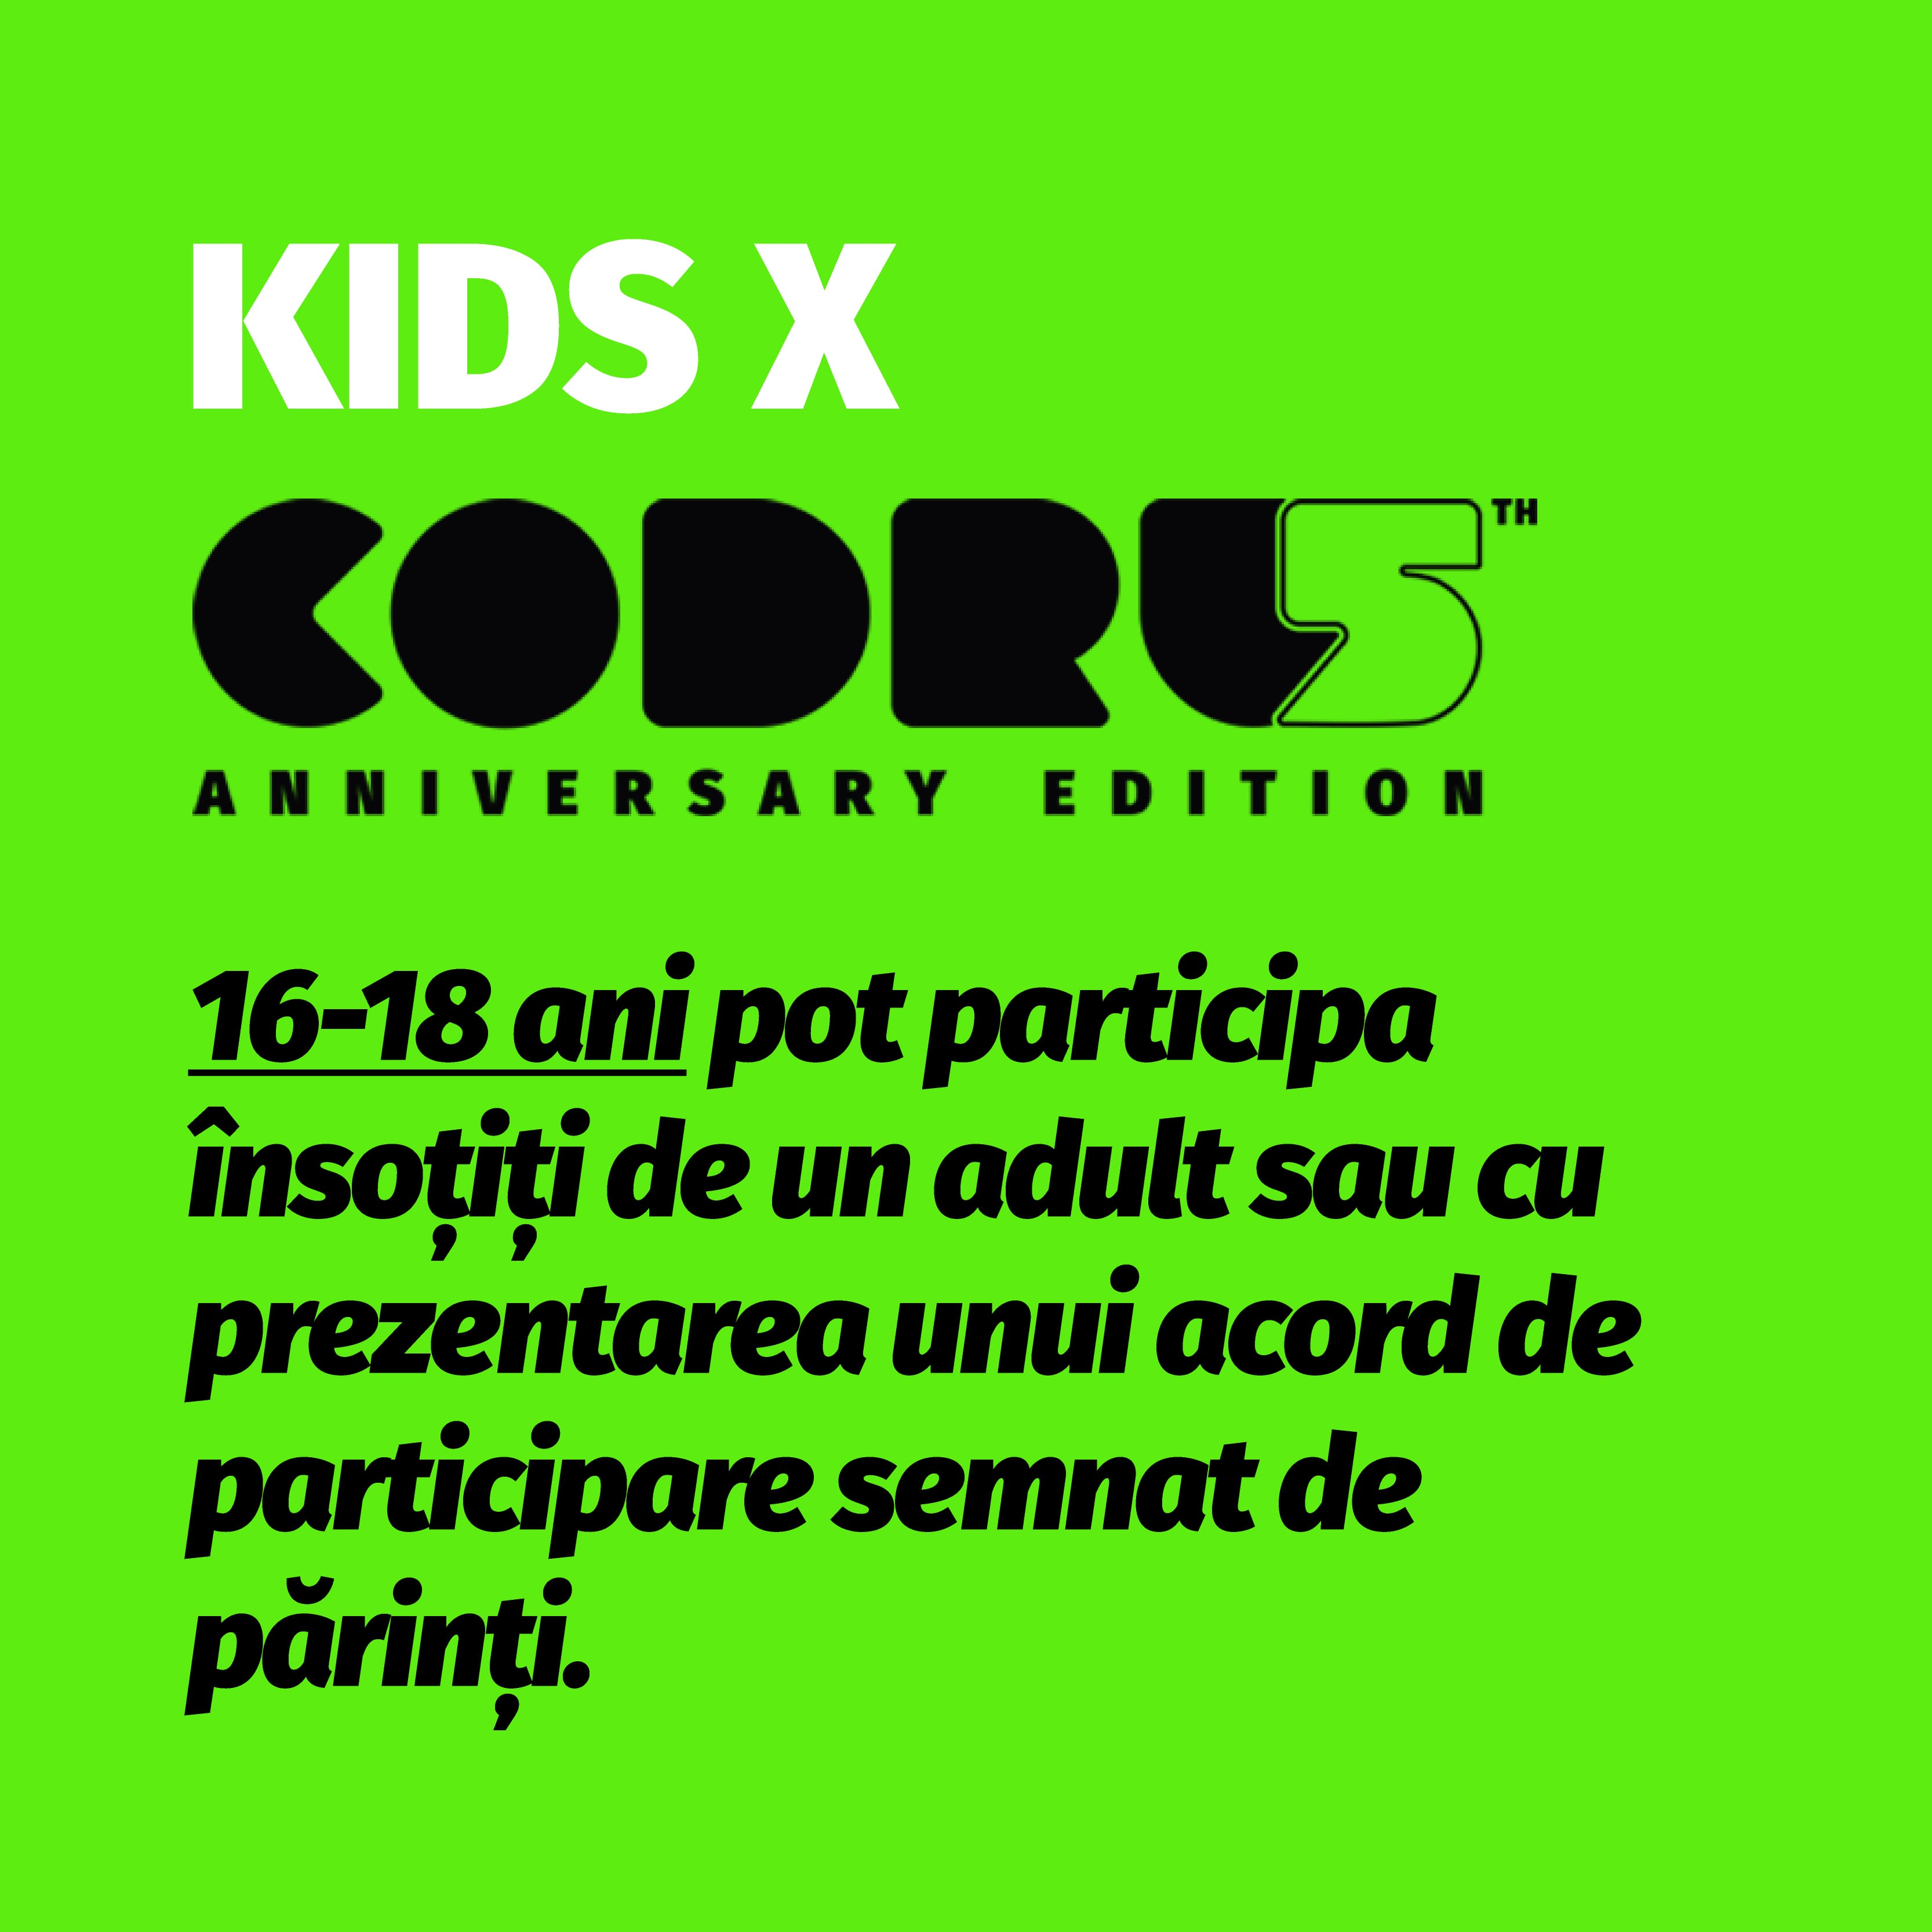 KIDS X
CODRU 5TH
ANNIVERSARY EDITION
16–18 ani pot participa
însoțiți de un adult sau cu
prezentarea unui acord de
participare semnat de
părinți.